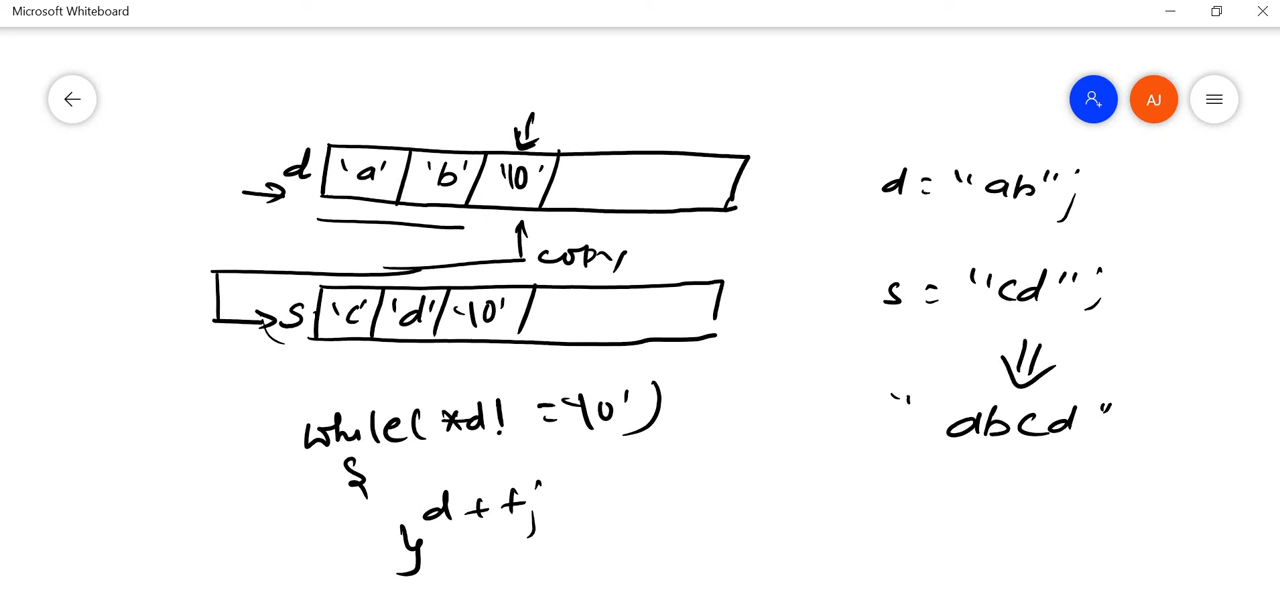 Microsoft Whiteboard
AJ
d 'a' 'b' '\0'
copy
s 'c' 'd' '\0'
while(*d! ='\0')
{
d++;
}
d = "ab";
s = "cd";
"abcd"